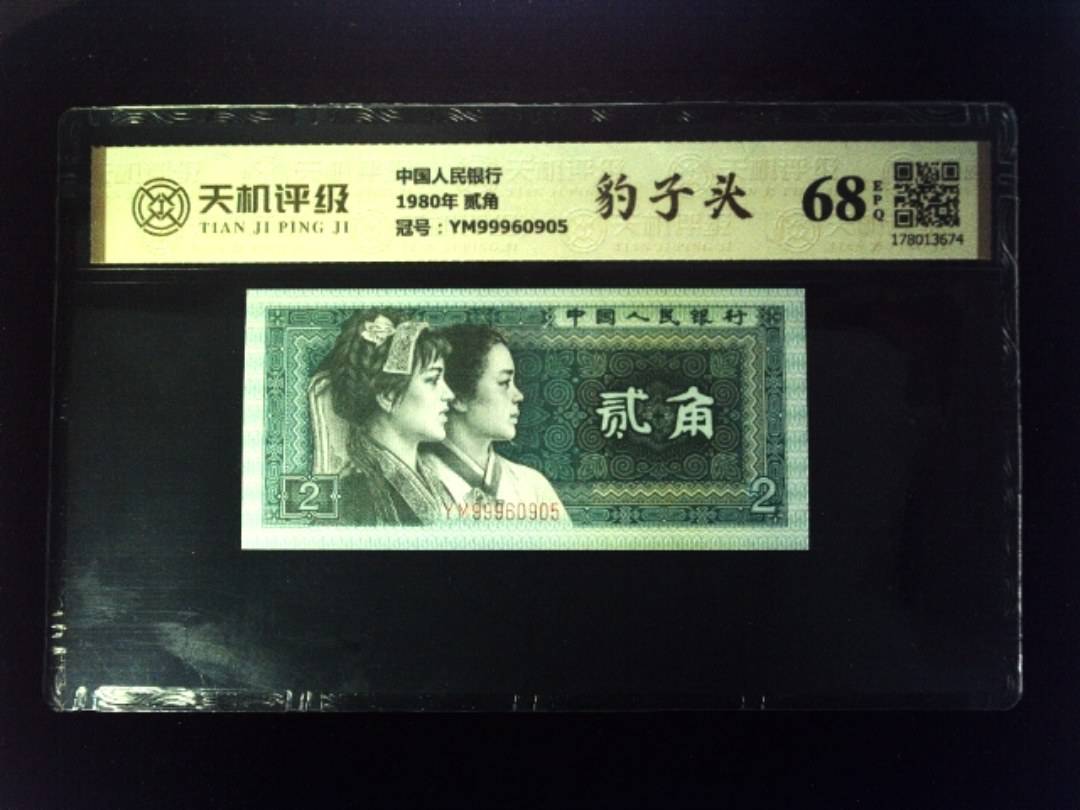 天机评级
TIAN JI PING JI
中国人民银行
1980年 贰角
冠号：YM99960905
豹子头
68
EPQ
178013674
中国人民银行
贰角
2
2
YM99960905